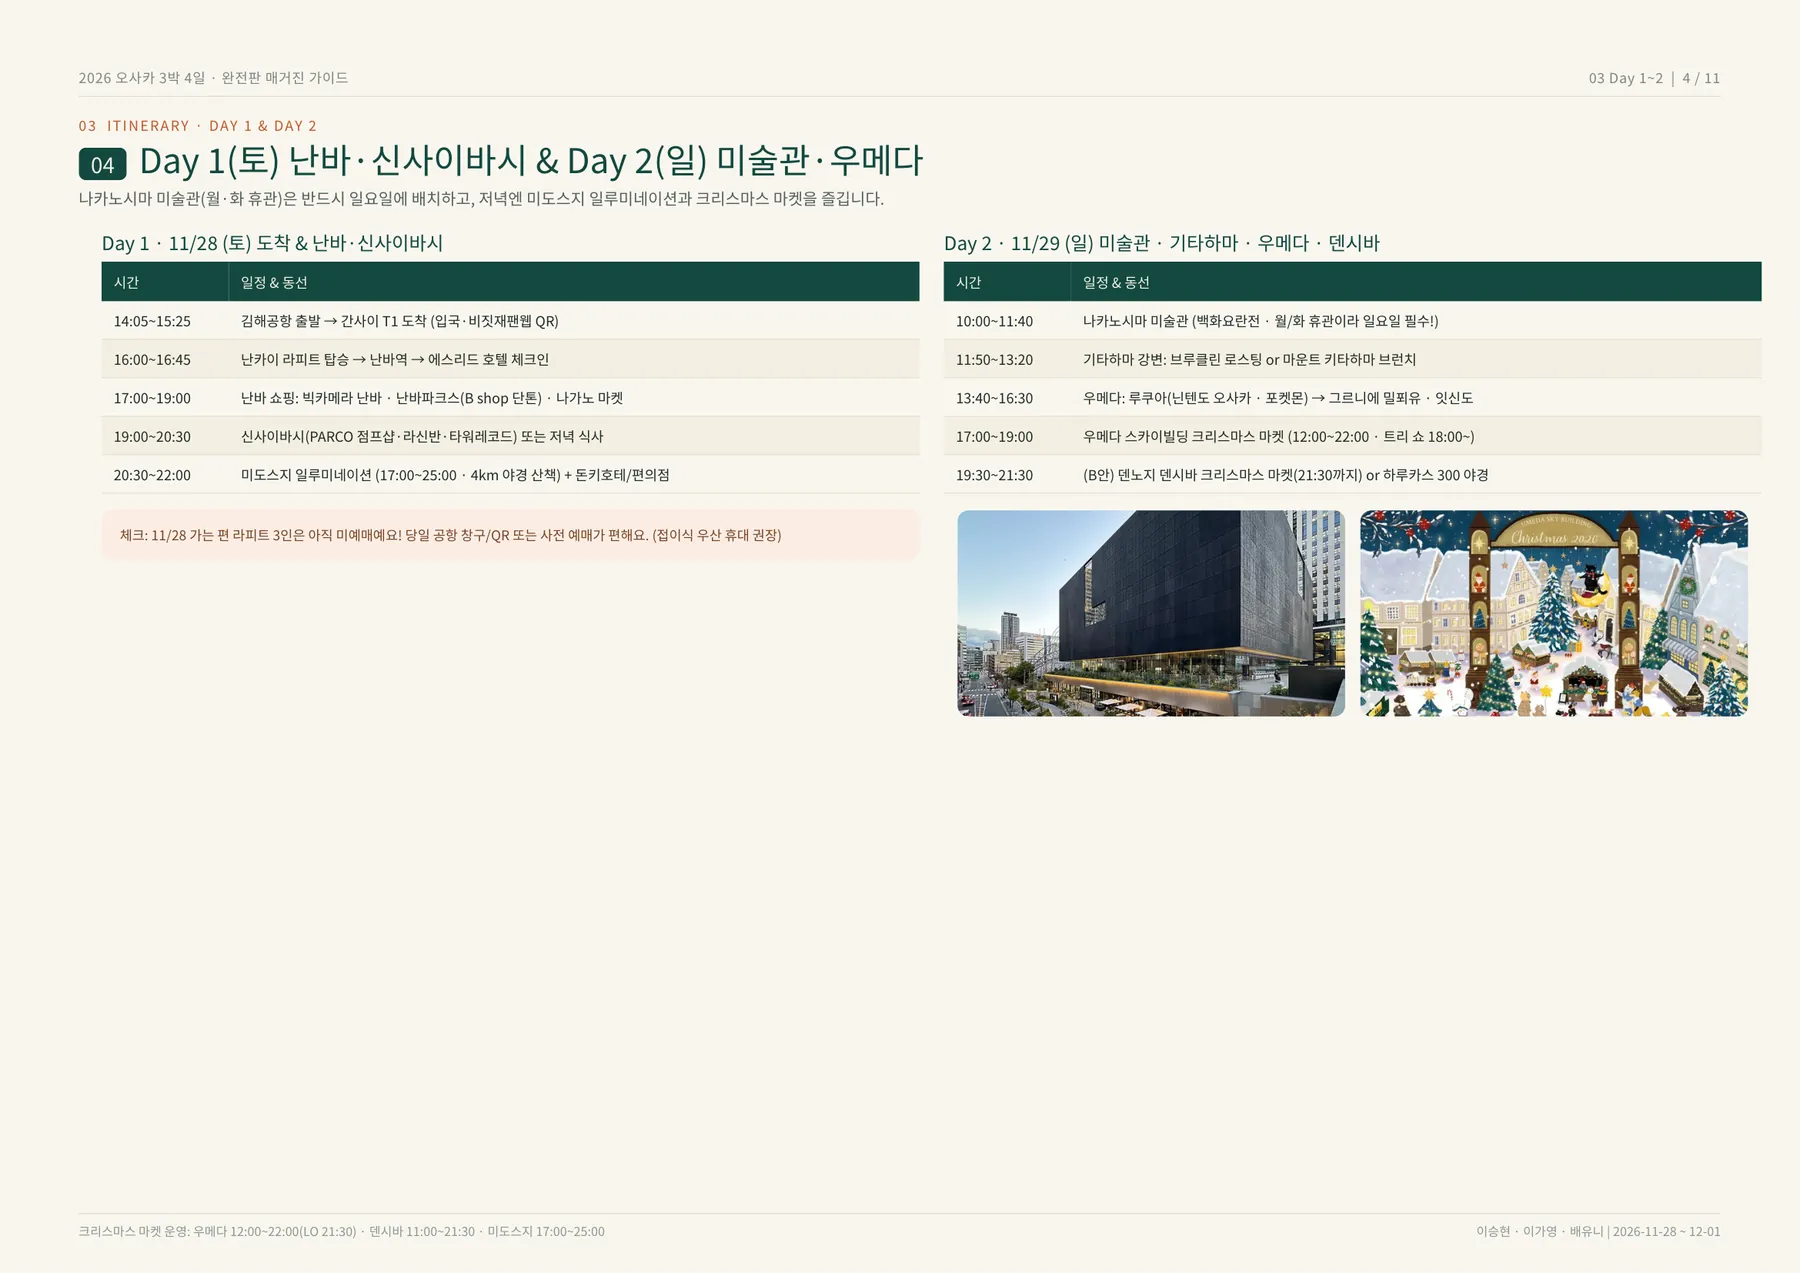 2026 오사카 3박 4일 · 완전판 매거진 가이드
03 Day 1~2 | 4 / 11
03 ITINERARY · DAY 1 & DAY 2
04 Day 1(토) 난바·신사이바시 & Day 2(일) 미술관·우메다
나카노시마 미술관(월·화 휴관)은 반드시 일요일에 배치하고, 저녁엔 미도스지 일루미네이션과 크리스마스 마켓을 즐깁니다.
Day 1 · 11/28 (토) 도착 & 난바·신사이바시
시간 일정 & 동선
14:05~15:25 김해공항 출발 → 간사이 T1 도착 (입국·비짓재팬웹 QR)
16:00~16:45 난카이 라피트 탑승 → 난바역 → 에스리드 호텔 체크인
17:00~19:00 난바 쇼핑: 빅카메라 난바 · 난바파크스(B shop 단톤) · 나가노 마켓
19:00~20:30 신사이바시(PARCO 점프샵·라신반·타워레코드) 또는 저녁 식사
20:30~22:00 미도스지 일루미네이션 (17:00~25:00 · 4km 야경 산책) + 돈키호테/편의점
체크: 11/28 가는 편 라피트 3인은 아직 미예매예요! 당일 공항 창구/QR 또는 사전 예매가 편해요. (접이식 우산 휴대 권장)
Day 2 · 11/29 (일) 미술관 · 기타하마 · 우메다 · 덴시바
시간 일정 & 동선
10:00~11:40 나카노시마 미술관 (백화요란전 · 월/화 휴관이라 일요일 필수!)
11:50~13:20 기타하마 강변: 브루클린 로스팅 or 마운트 키타하마 브런치
13:40~16:30 우메다: 루쿠아(닌텐도 오사카 · 포켓몬) → 그르니에 밀푀유 · 잇신도
17:00~19:00 우메다 스카이빌딩 크리스마스 마켓 (12:00~22:00 · 트리 쇼 18:00~)
19:30~21:30 (B안) 덴노지 덴시바 크리스마스 마켓(21:30까지) or 하루카스 300 야경
UMEDA SKY BUILDING
Christmas 2026
크리스마스 마켓 운영: 우메다 12:00~22:00(LO 21:30) · 덴시바 11:00~21:30 · 미도스지 17:00~25:00
이승현 · 이가영 · 배유니 | 2026-11-28 ~ 12-01